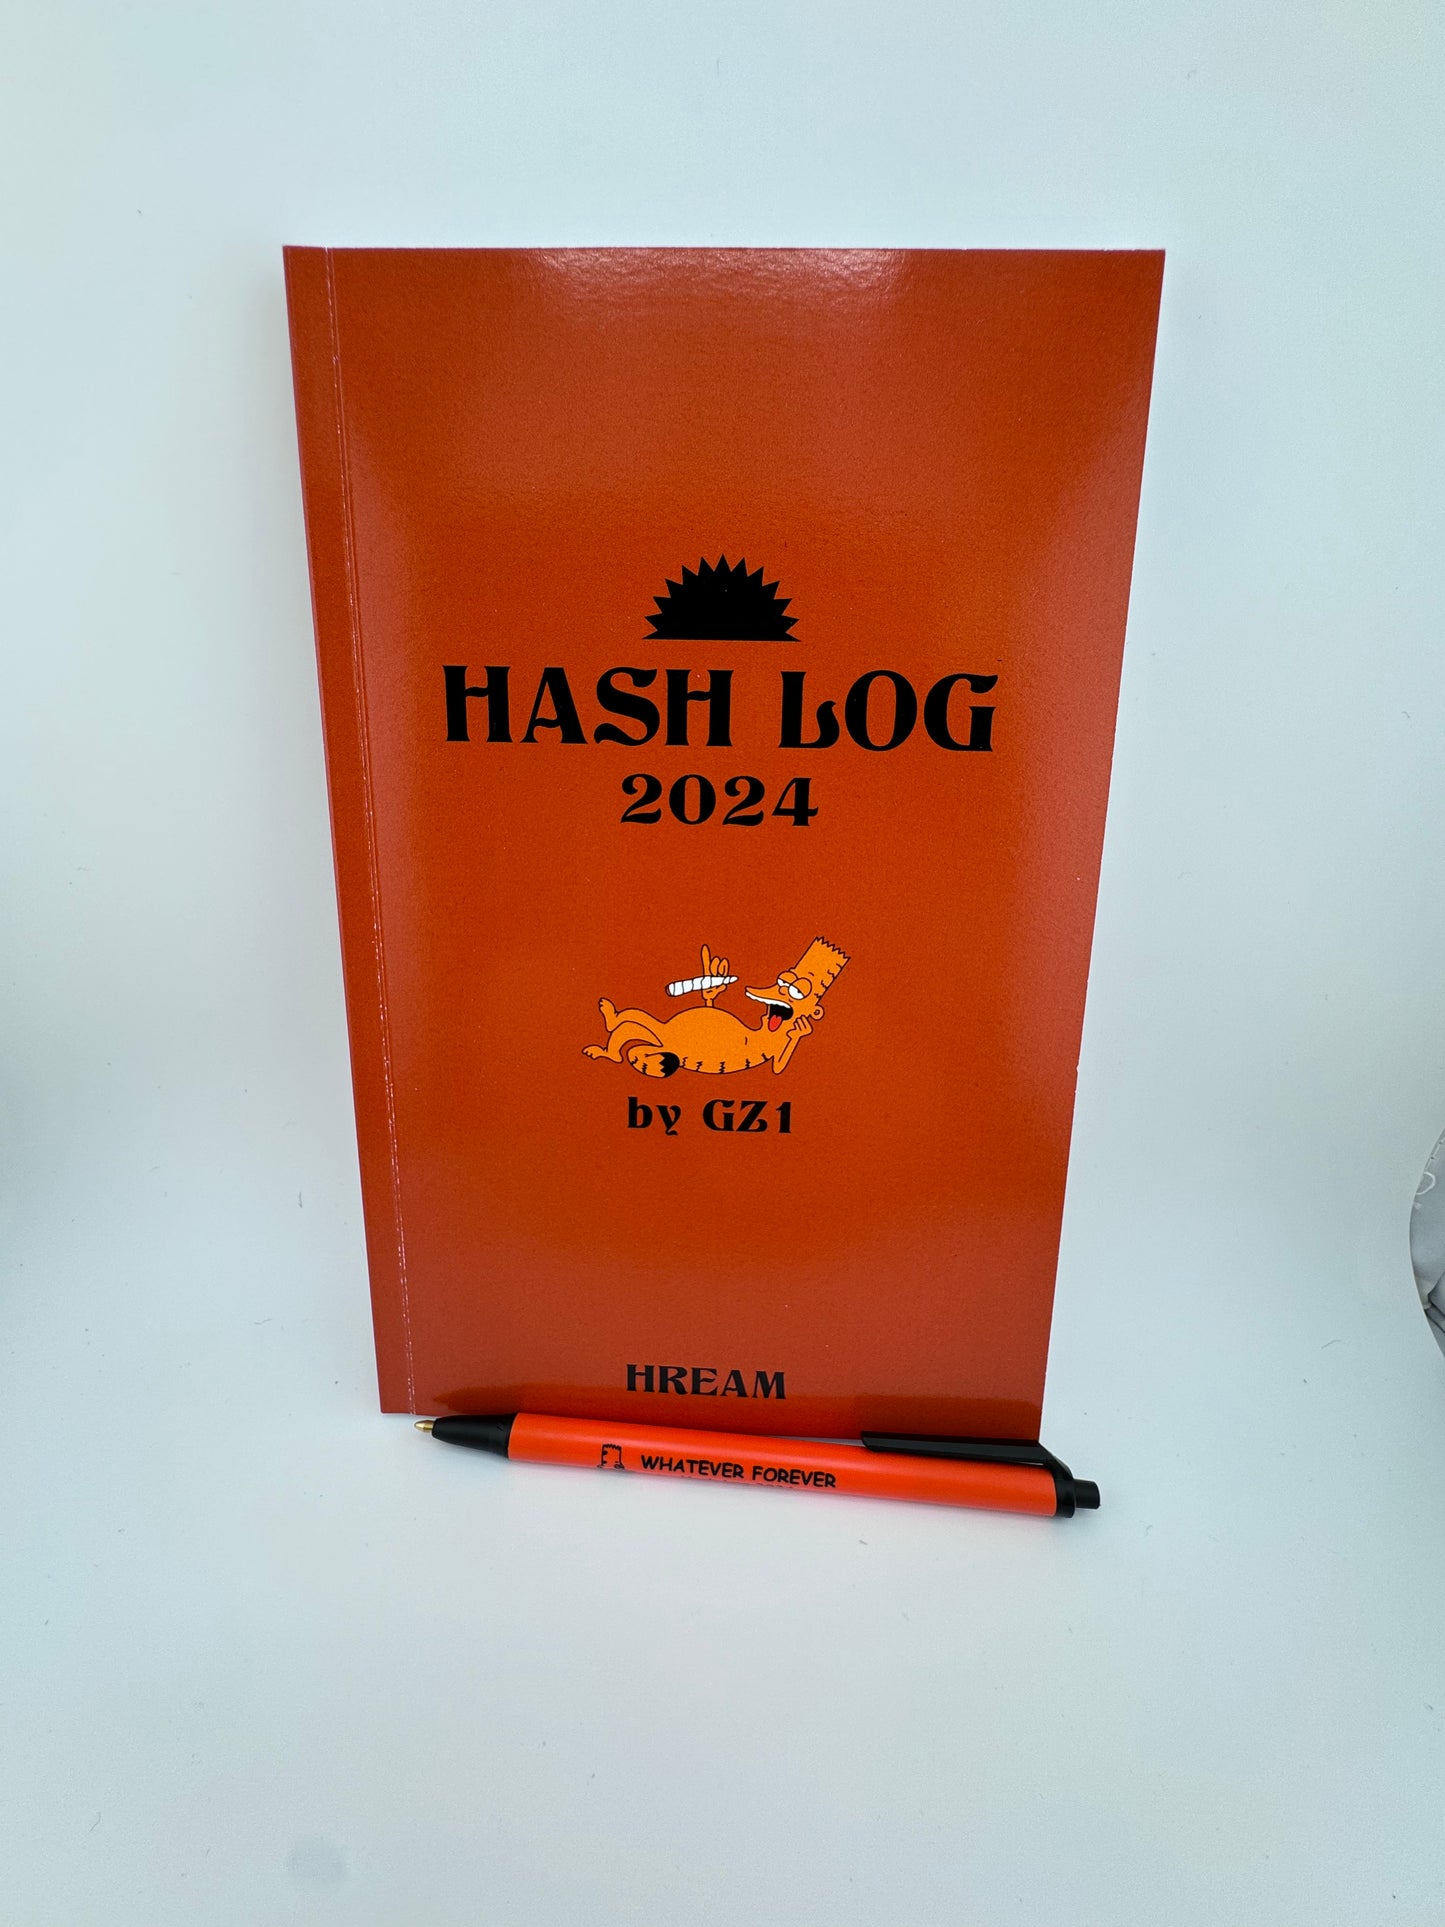 HASH LOG
2024
by GZ1
HREAM
WHATEVER FOREVER